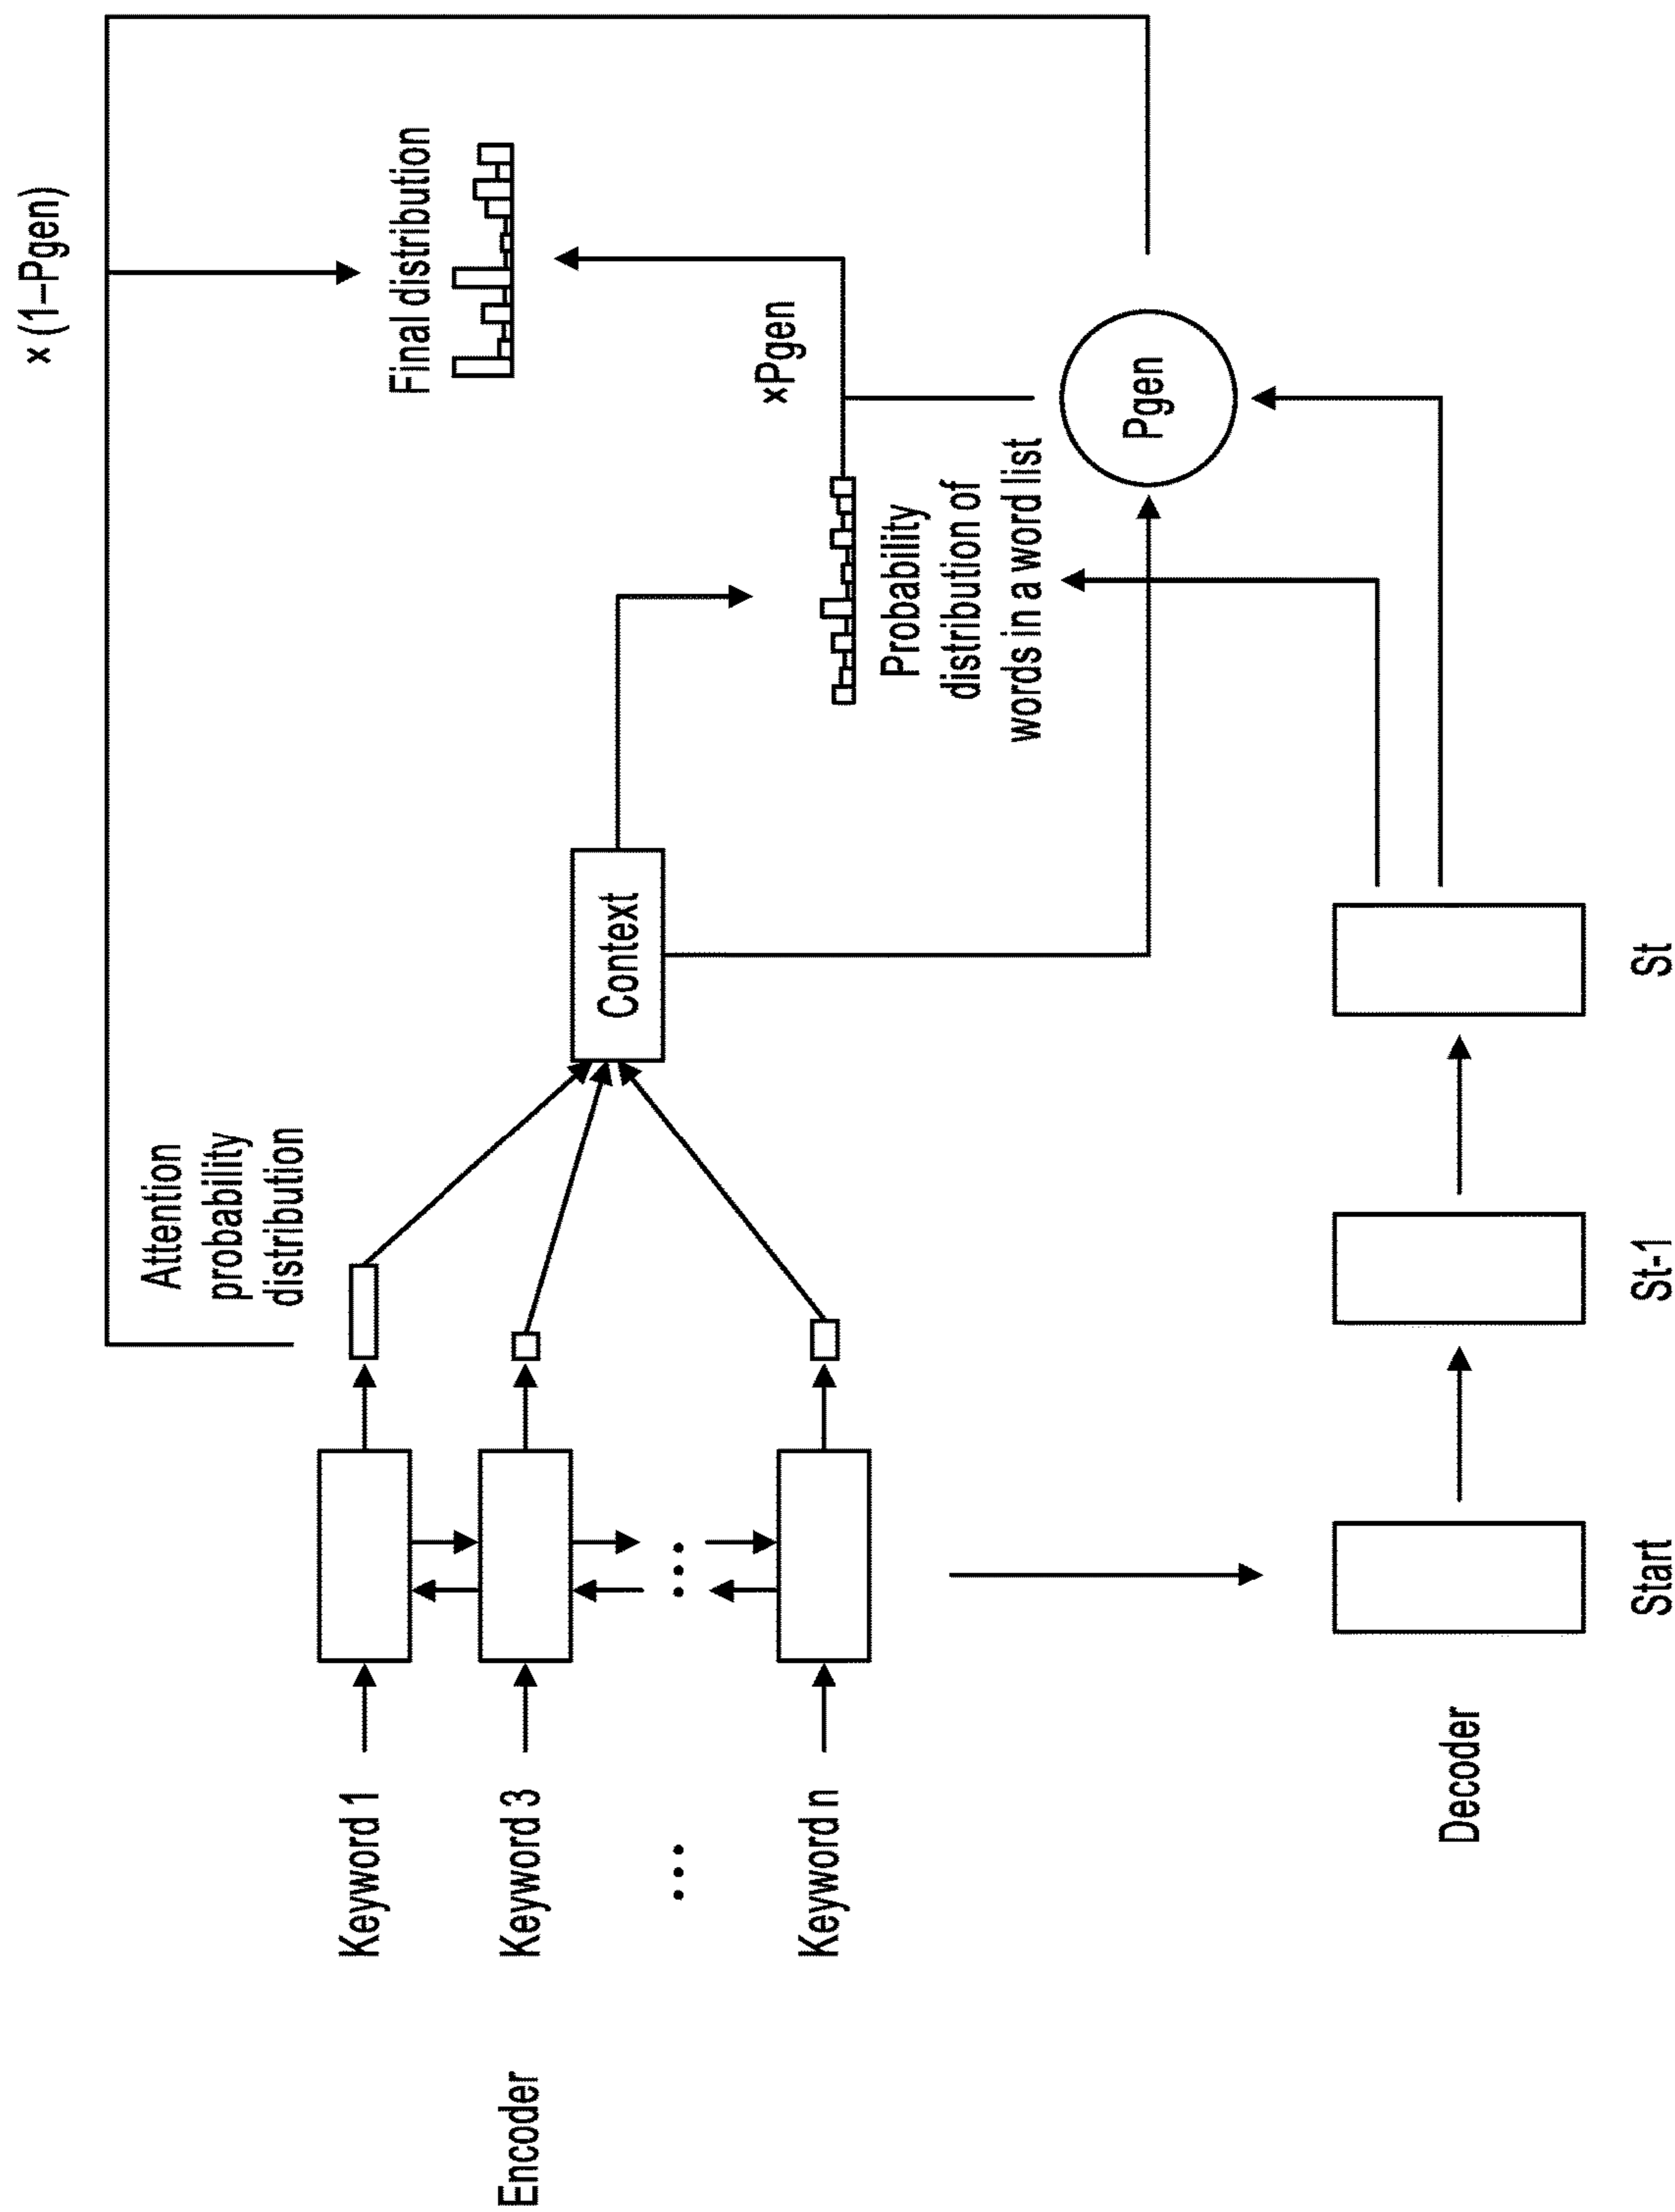 × (1–Pgen)
Attention
probability
distribution
Final distribution
Keyword 1
Encoder
Keyword 3
Context
×Pgen
...
...
Keyword n
Probability
distribution of
words in a word list
Pgen
Decoder
Start
St-1
St